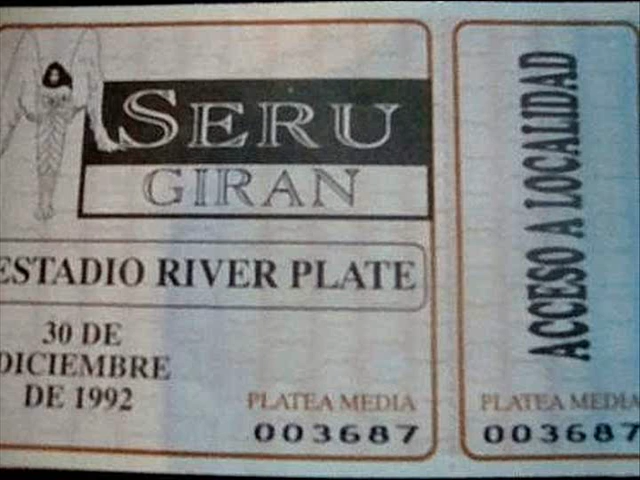 SERU
GIRAN
ESTADIO RIVER PLATE
30 DE
DICIEMBRE
DE 1992
PLATEA MEDIA
003687
ACCESO A LOCALIDAD
PLATEA MEDIA
003687